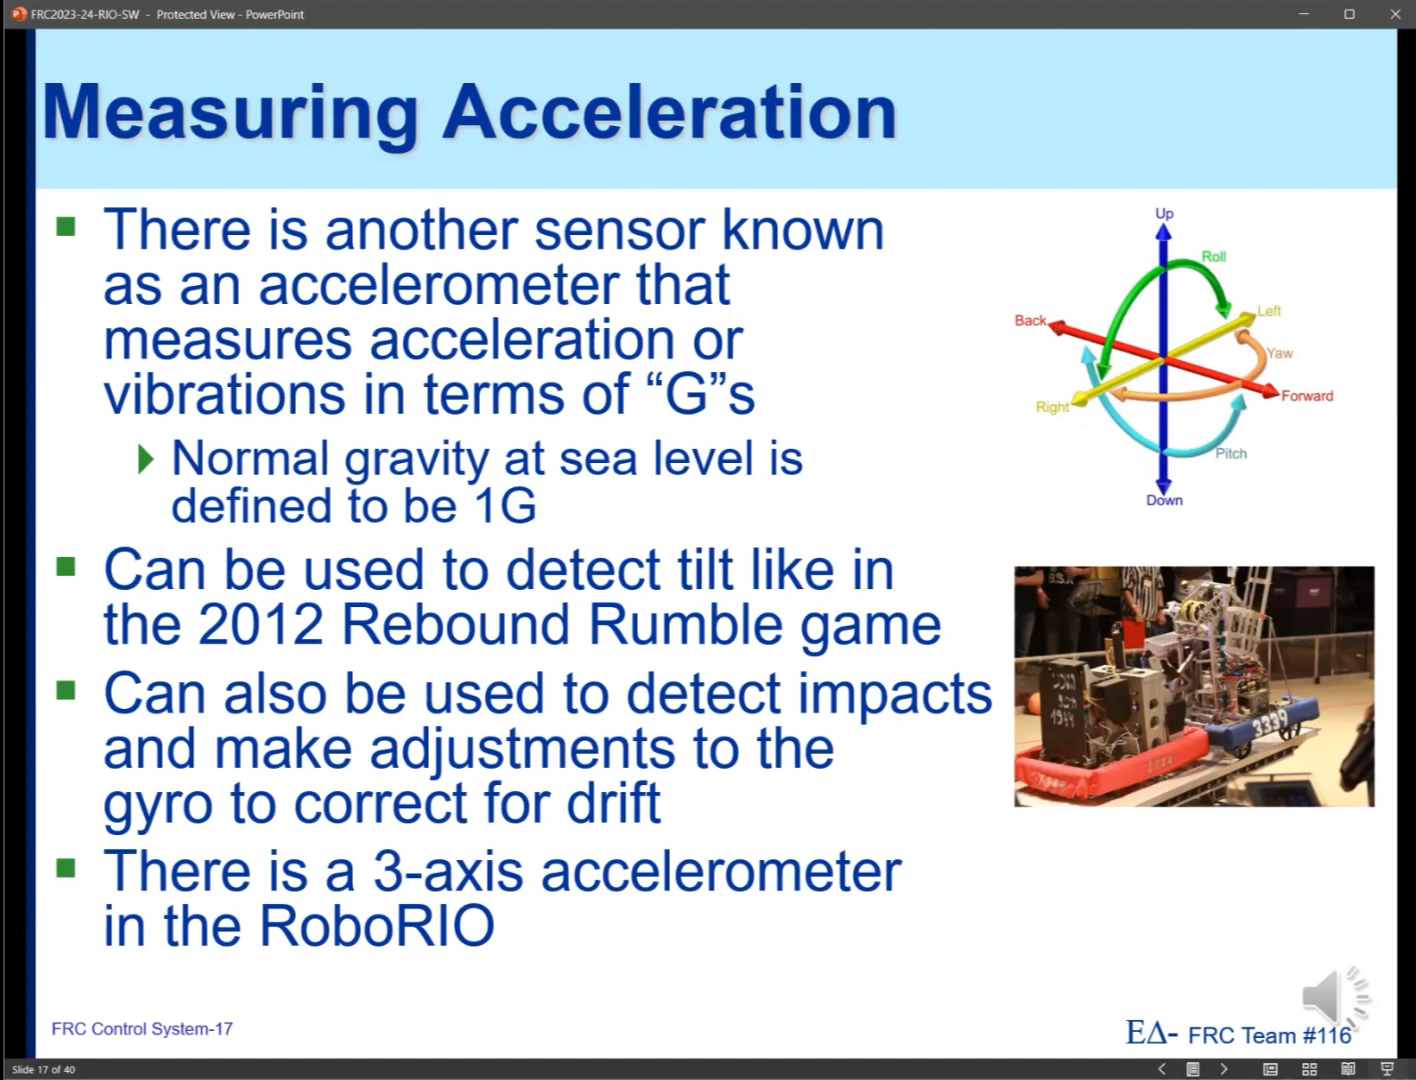 FRC2023-24-RIO-SW - Protected View - PowerPoint
Measuring Acceleration
There is another sensor known
as an accelerometer that
measures acceleration or
vibrations in terms of “G”s
Normal gravity at sea level is
defined to be 1G
Can be used to detect tilt like in
the 2012 Rebound Rumble game
Can also be used to detect impacts
and make adjustments to the
gyro to correct for drift
There is a 3-axis accelerometer
in the RoboRIO
Up
Roll
Left
Back
Yaw
Forward
Right
Pitch
Down
3339
1944
FRC Control System-17
ΕΔ- FRC Team #116
Slide 17 of 40